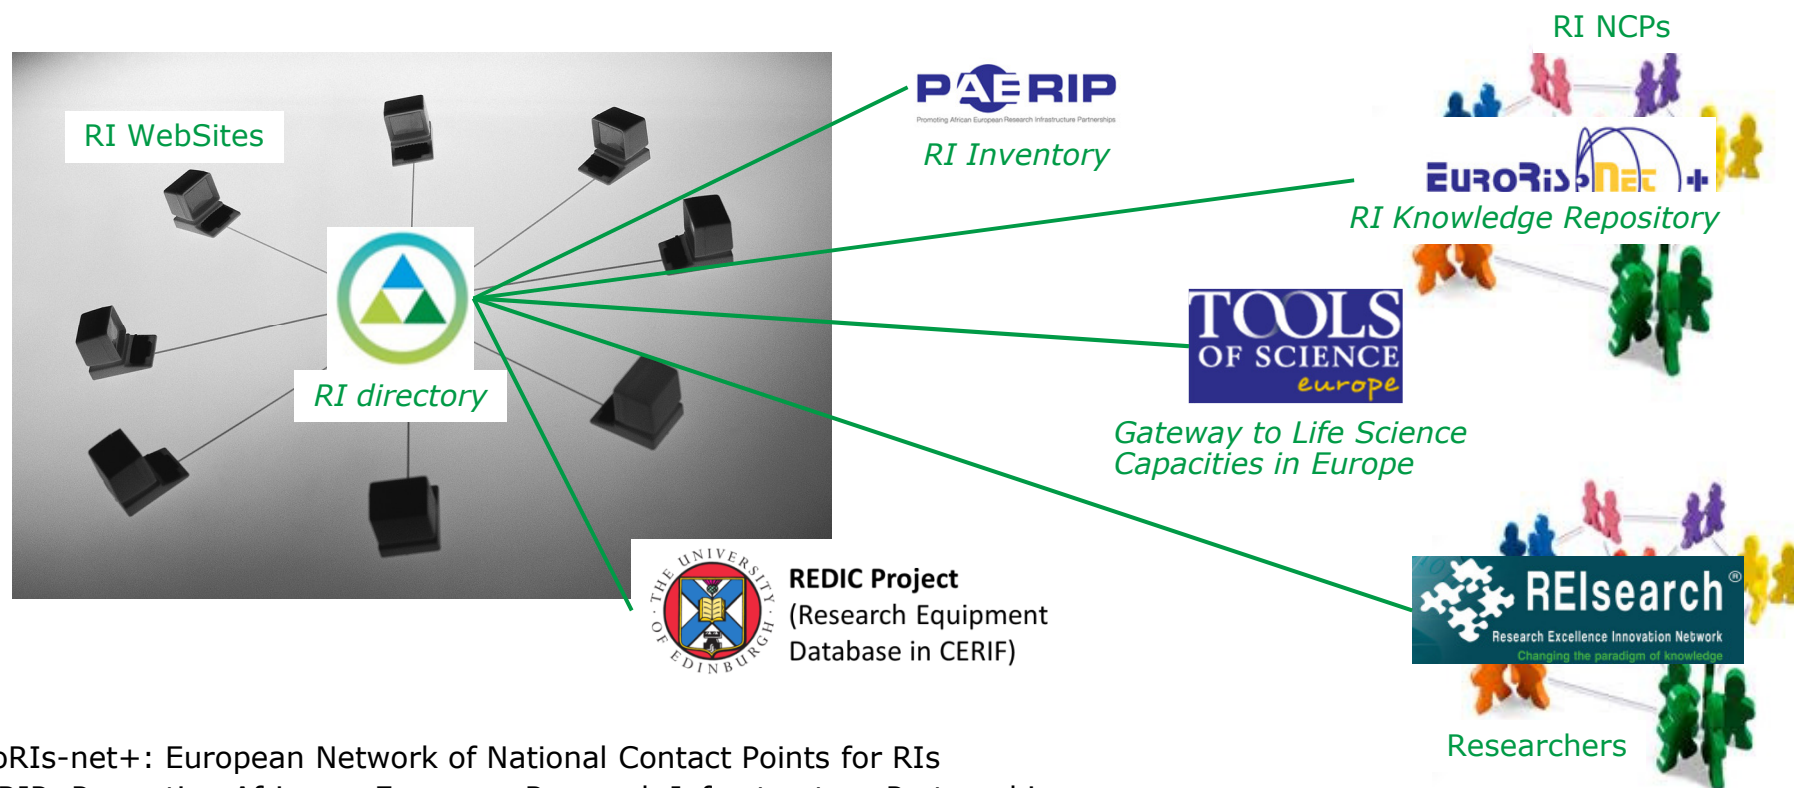 RI NCPs
RI WebSites
PAERIP
Promoting African European Research Infrastructure Partnerships
RI Inventory
EuroRisNet+
RI Knowledge Repository
RI directory
TOOLS
OF SCIENCE
europe
Gateway to Life Science
Capacities in Europe
THE UNIVERSITY OF EDINBURGH
REDIC Project
(Research Equipment
Database in CERIF)
REIsearch®
Research Excellence Innovation Network
Changing the paradigm of knowledge
Researchers
oRIs-net+: European Network of National Contact Points for RIs